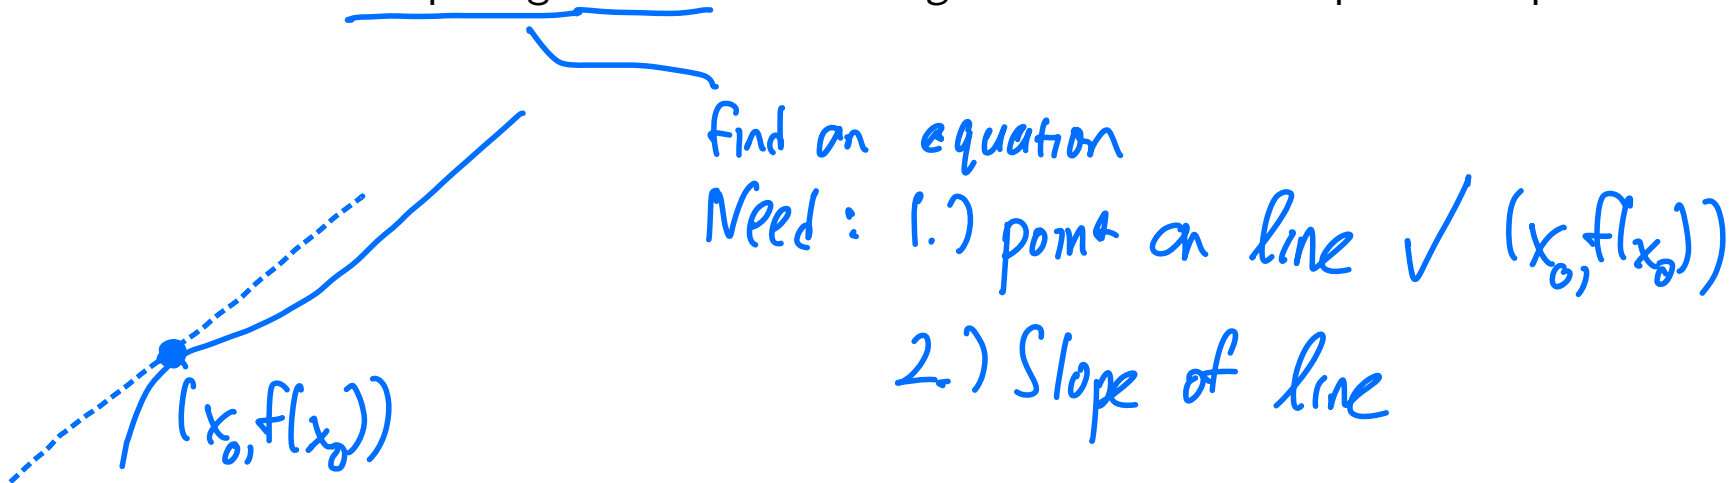 find an equation
Need : 1.) point on line ✓ (x₀, f(x₀))
2.) Slope of line
(x₀, f(x₀))